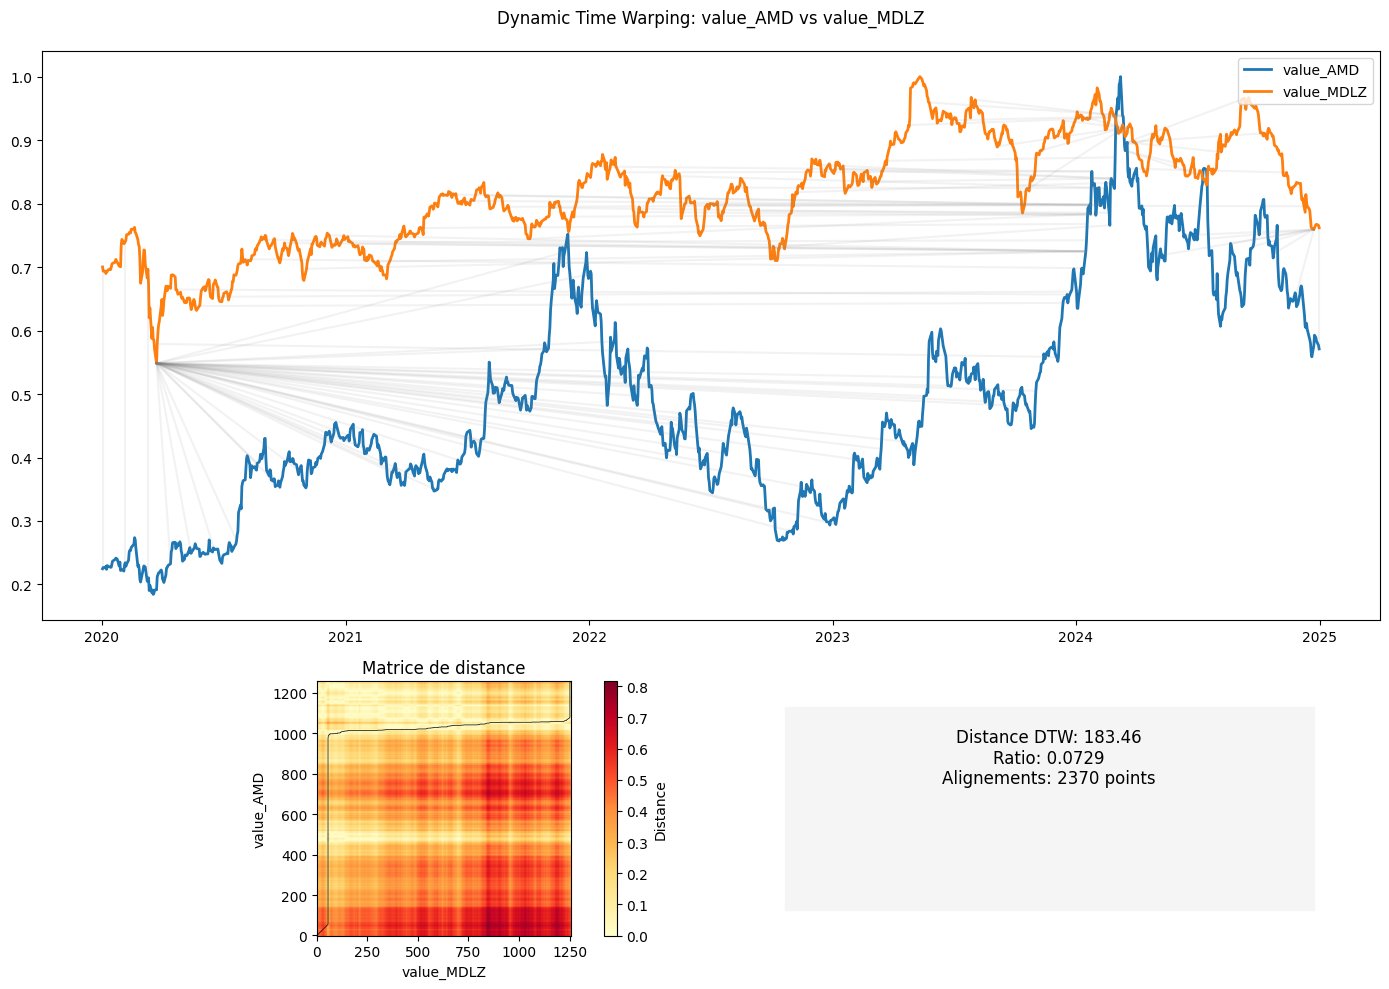 Dynamic Time Warping: value_AMD vs value_MDLZ
value_AMD
value_MDLZ
1.0
0.9
0.8
0.7
0.6
0.5
0.4
0.3
0.2
2020 2021 2022 2023 2024 2025
Matrice de distance
value_AMD
1200
1000
800
600
400
200
0
0 250 500 750 1000 1250
value_MDLZ
0.8
0.7
0.6
0.5
0.4
0.3
0.2
0.1
0.0
Distance
Distance DTW: 183.46
Ratio: 0.0729
Alignements: 2370 points